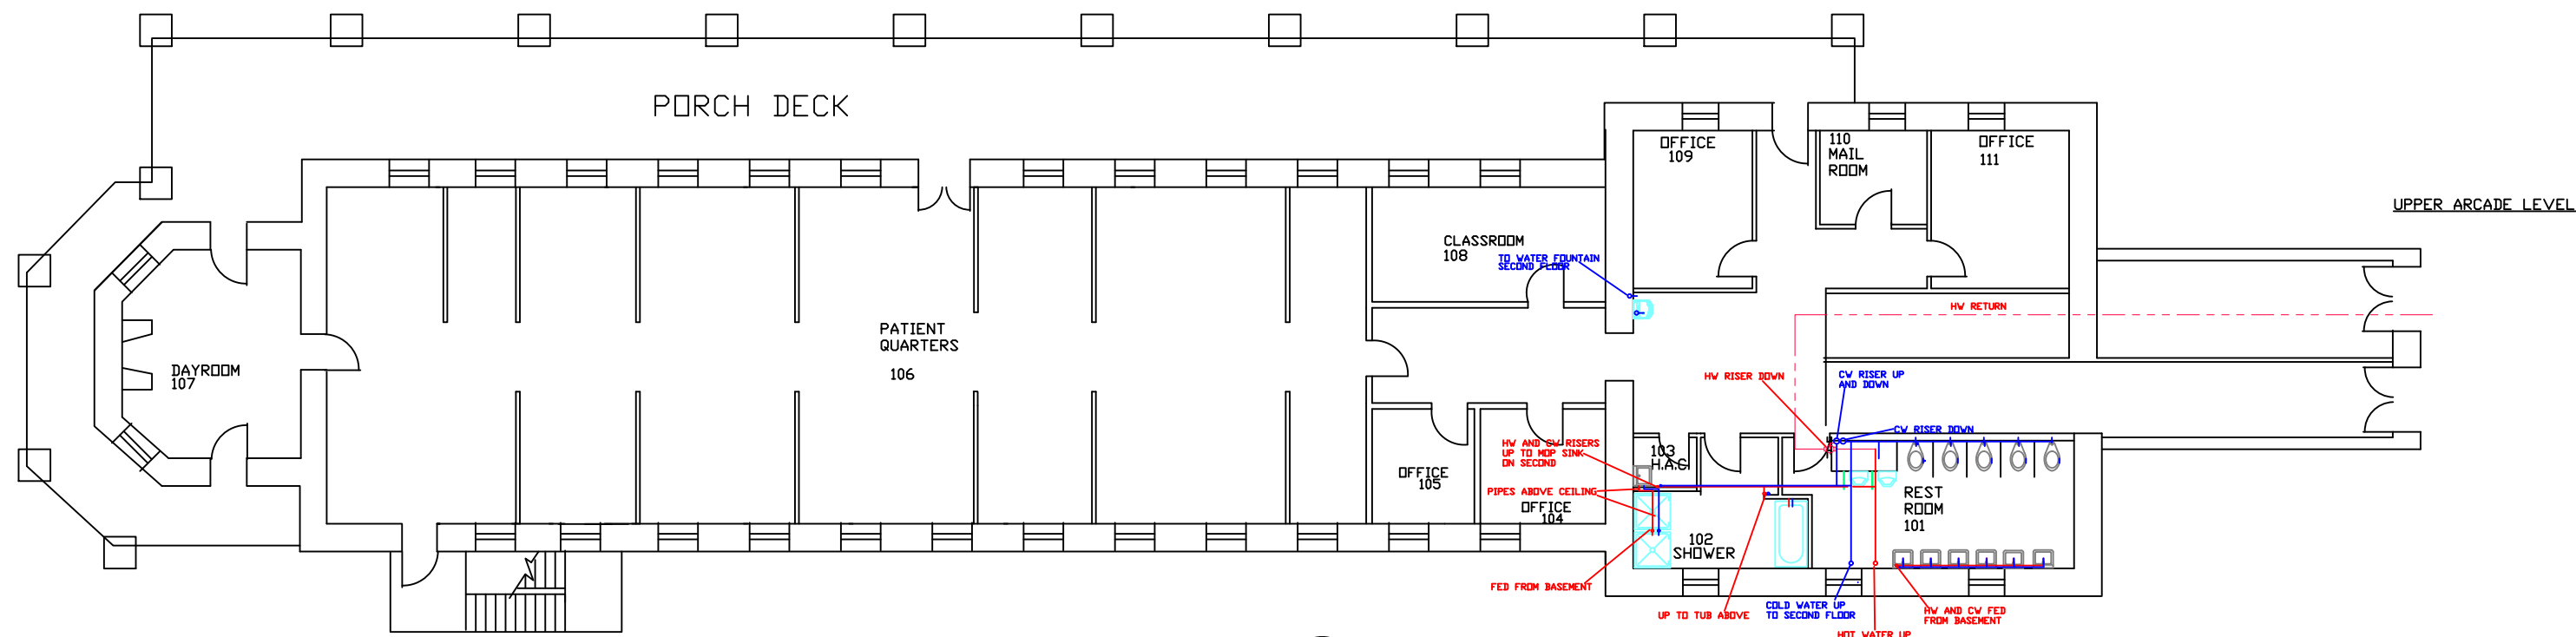 PORCH DECK
OFFICE
109
110
MAIL
ROOM
OFFICE
111
UPPER ARCADE LEVEL
CLASSROOM
108
TO WATER FOUNTAIN
SECOND FLOOR
HW RETURN
PATIENT
QUARTERS
106
DAYROOM
107
HW RISER DOWN
CW RISER UP
AND DOWN
CW RISER DOWN
HW AND CW RISERS
UP TO MOP SINK
ON SECOND
103
H.A.C
OFFICE
105
PIPES ABOVE CEILING
OFFICE
104
REST
ROOM
101
102
SHOWER
FED FROM BASEMENT
UP TO TUB ABOVE
COLD WATER UP
TO SECOND FLOOR
HW AND CW FED
FROM BASEMENT
HOT WATER UP